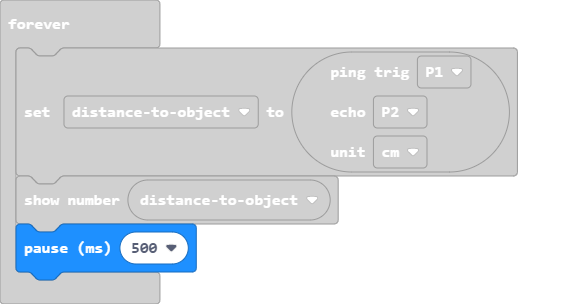 forever
ping trig P1
set distance-to-object to echo P2
unit cm
show number distance-to-object
pause (ms) 500